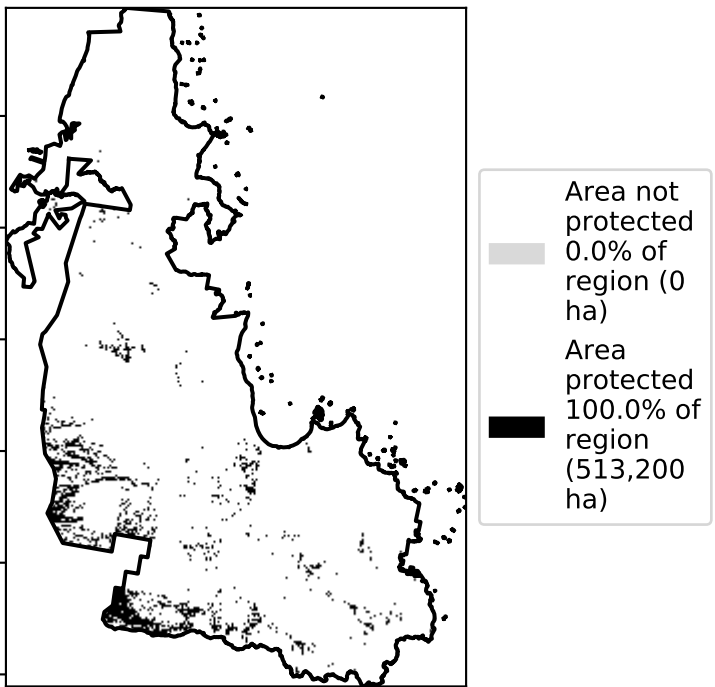 Area not
protected
0.0% of
region (0
ha)
Area
protected
100.0% of
region
(513,200
ha)